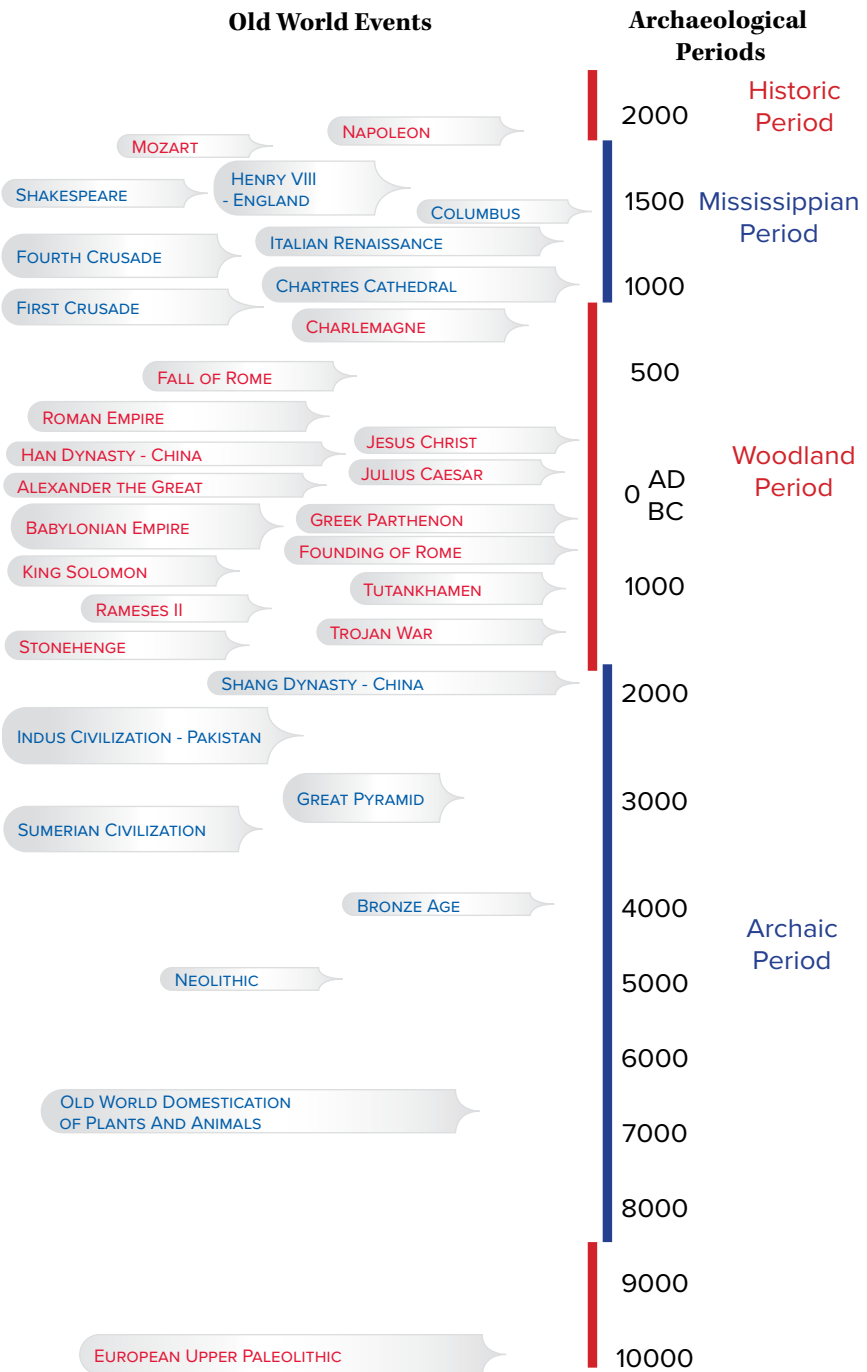 Old World Events
Archaeological
Periods
Historic
Period
2000
Napoleon
Mozart
Henry VIII
- England
Shakespeare
1500
Mississippian
Period
Columbus
Italian Renaissance
Fourth Crusade
Chartres Cathedral
1000
First Crusade
Charlemagne
500
Fall of Rome
Roman Empire
Jesus Christ
Han Dynasty - China
Woodland
Period
Julius Caesar
Alexander the Great
0 AD
BC
Greek Parthenon
Babylonian Empire
Founding of Rome
King Solomon
Tutankhamen
1000
Rameses II
Trojan War
Stonehenge
Shang Dynasty - China
2000
Indus Civilization - Pakistan
Great Pyramid
3000
Sumerian Civilization
Bronze Age
4000
Archaic
Period
Neolithic
5000
6000
Old World Domestication
of Plants And Animals
7000
8000
9000
European Upper Paleolithic
10000